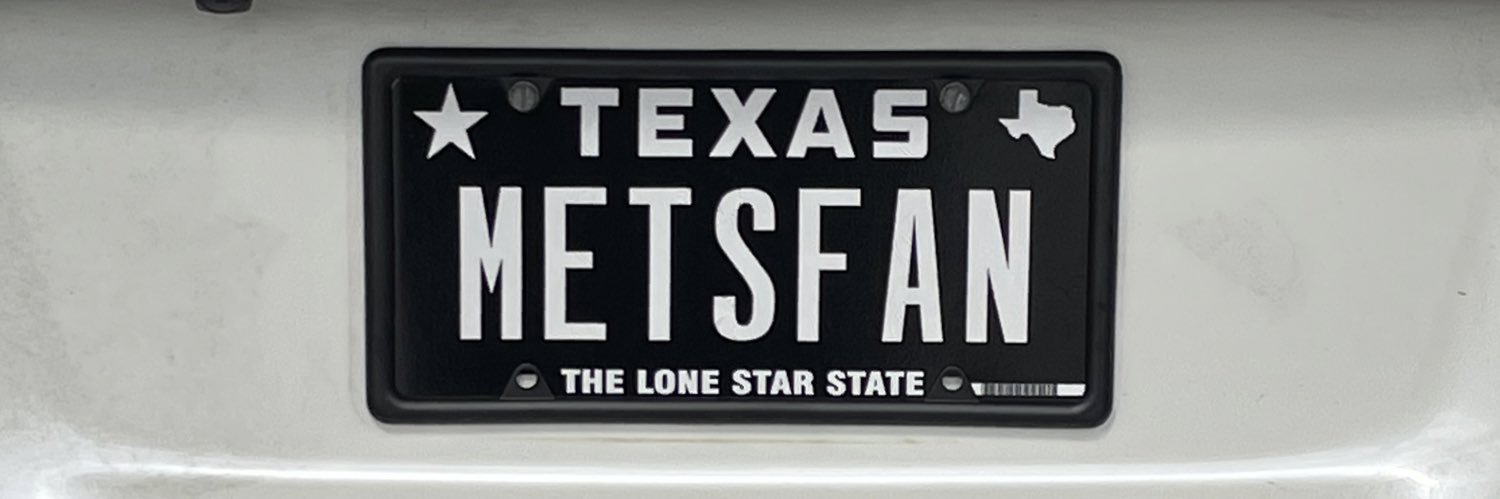 TEXAS
METSFAN
THE LONE STAR STATE